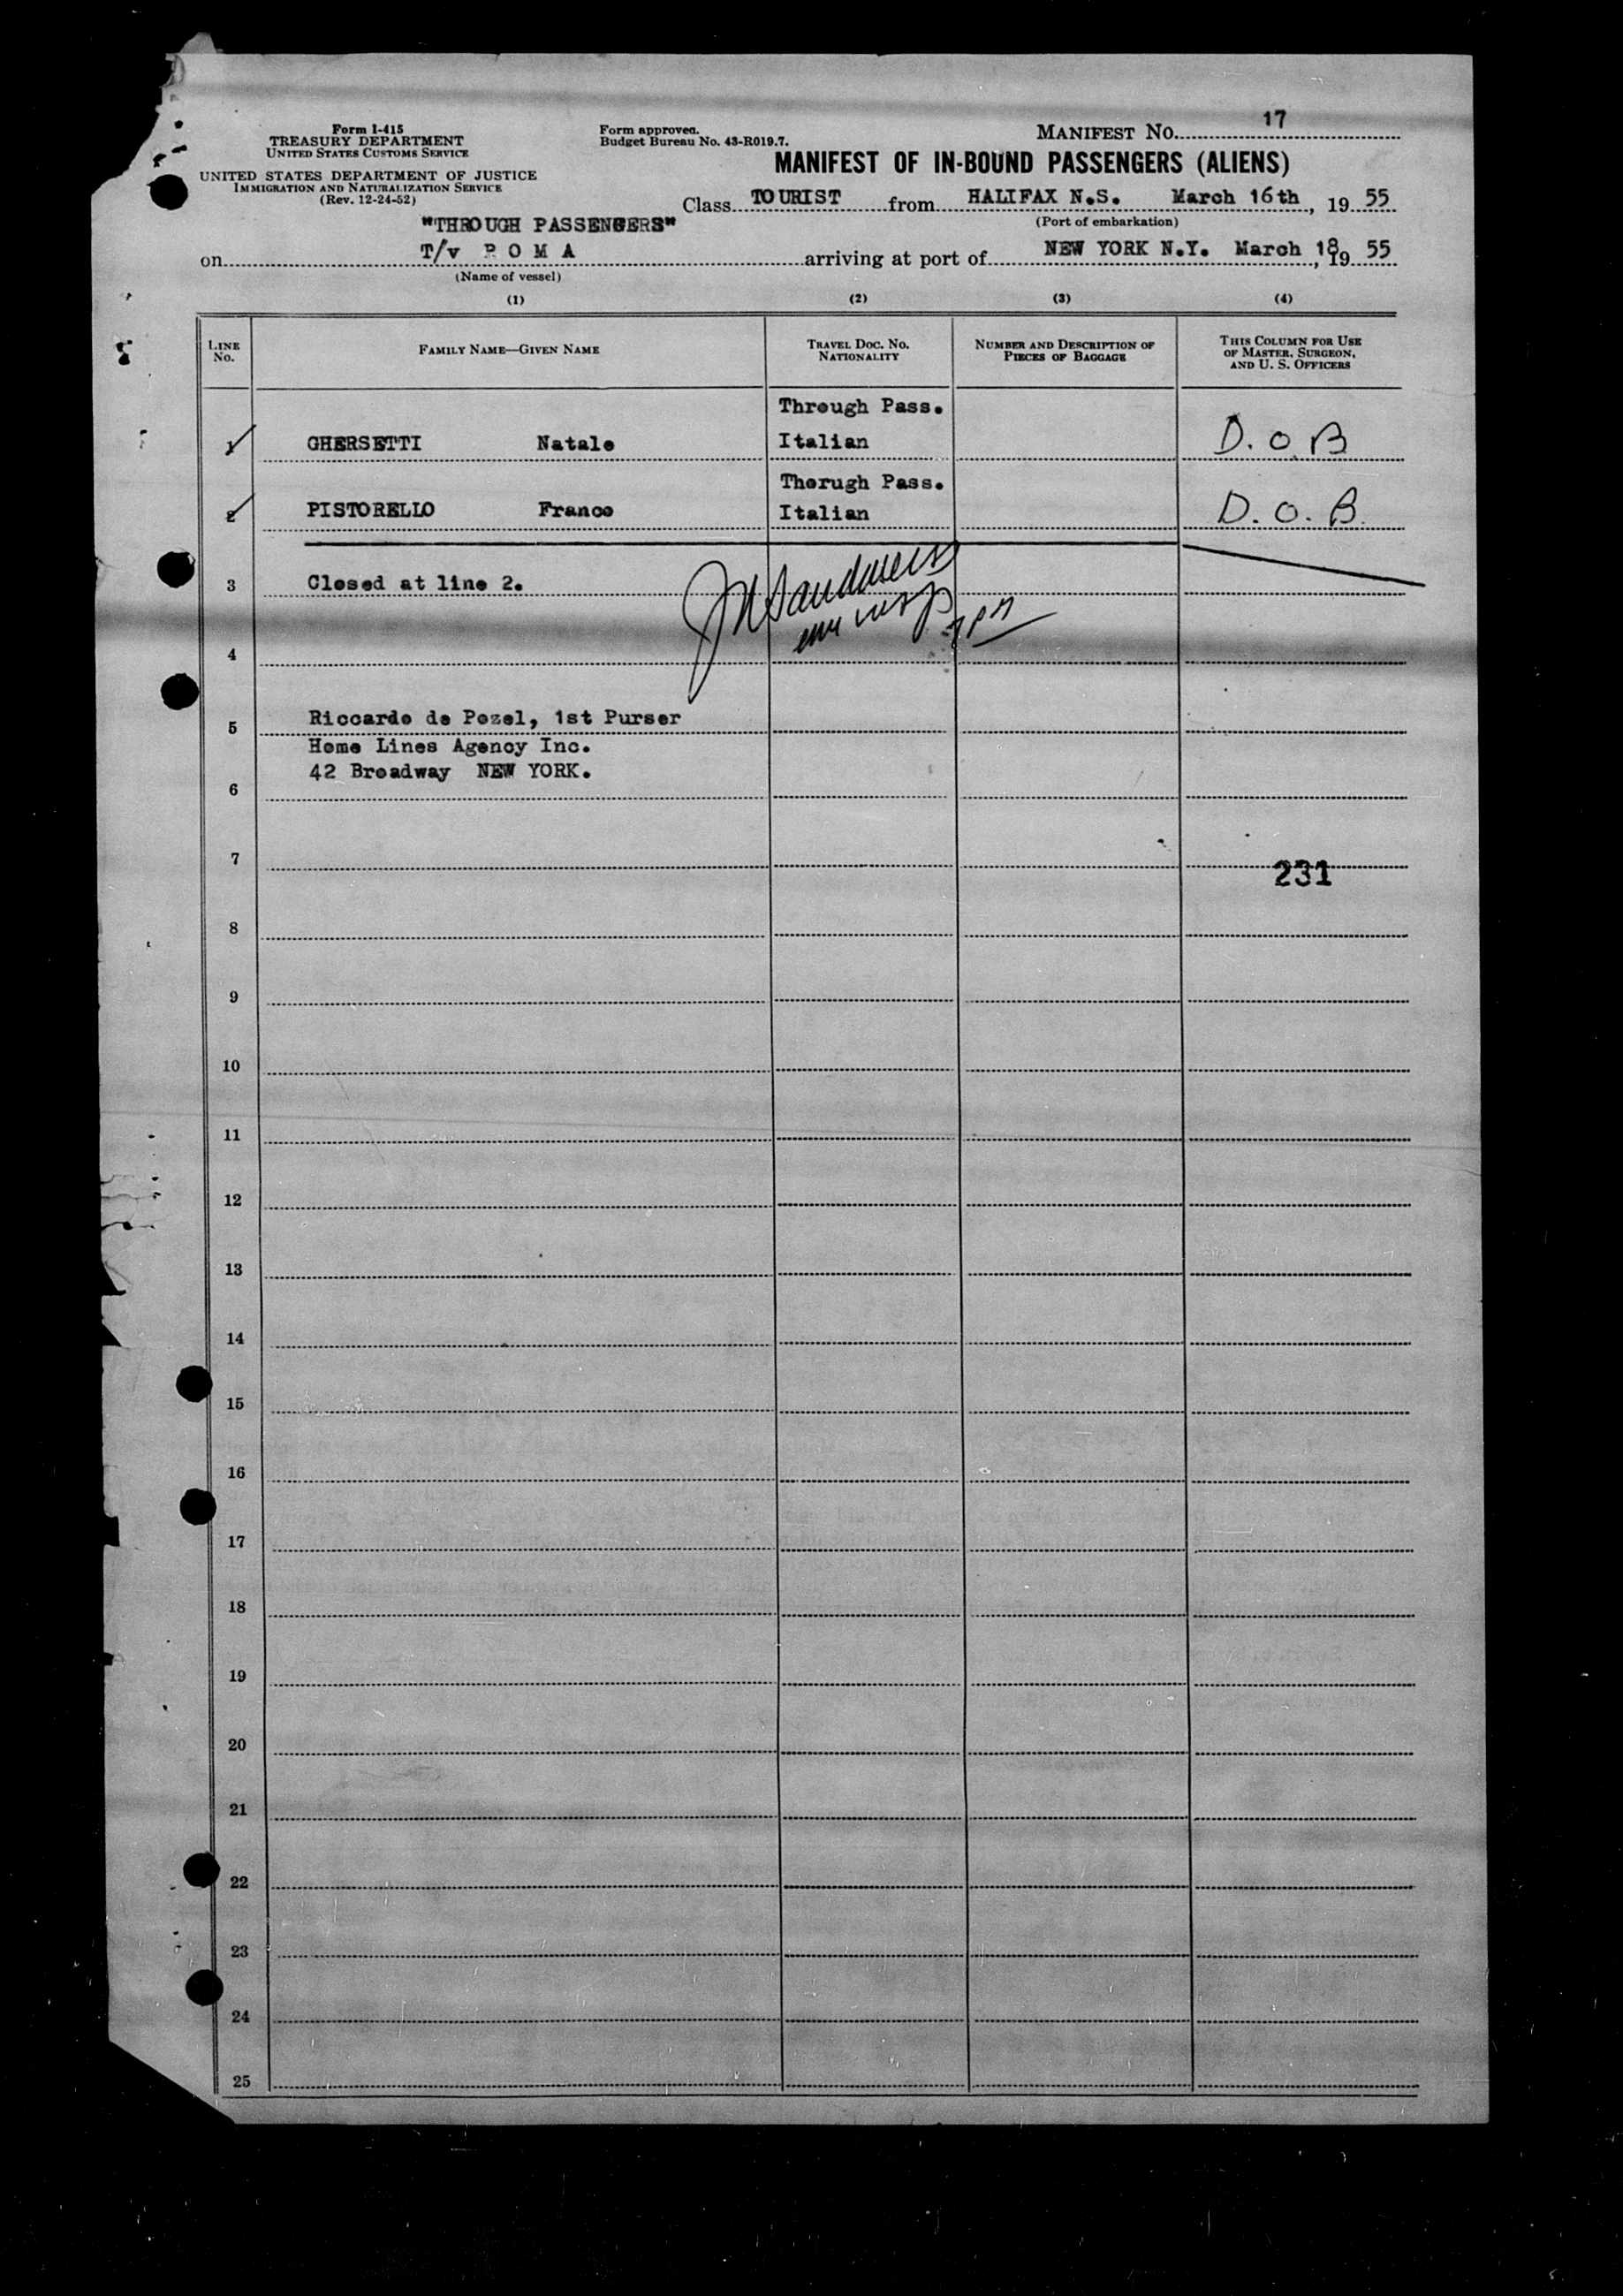 Form I-415
TREASURY DEPARTMENT
UNITED STATES CUSTOMS SERVICE
UNITED STATES DEPARTMENT OF JUSTICE
IMMIGRATION AND NATURALIZATION SERVICE
(Rev. 12-24-52)
Form approved.
Budget Bureau No. 43-R019.7.
MANIFEST NO. 17
MANIFEST OF IN-BOUND PASSENGERS (ALIENS)
Class TOURIST from HALIFAX N.S. March 16th, 19 55
(Port of embarkation)
"THROUGH PASSENGERS"
on T/v R O M A arriving at port of NEW YORK N.Y. March 18, 19 55
(Name of vessel)
(1) (2) (3) (4)
LINE NO. FAMILY NAME—GIVEN NAME TRAVEL DOC. NO. NATIONALITY NUMBER AND DESCRIPTION OF PIECES OF BAGGAGE THIS COLUMN FOR USE OF MASTER, SURGEON, AND U. S. OFFICERS
Through Pass.
1 GHERSETTI Natale Italian D.O.B
Thorugh Pass.
2 PISTORELLO Franco Italian D.O.B.
3 Closed at line 2.
4
5 Riccardo de Pozel, 1st Purser
Home Lines Agency Inc.
42 Broadway NEW YORK.
6
7 231
8
9
10
11
12
13
14
15
16
17
18
19
20
21
22
23
24
25